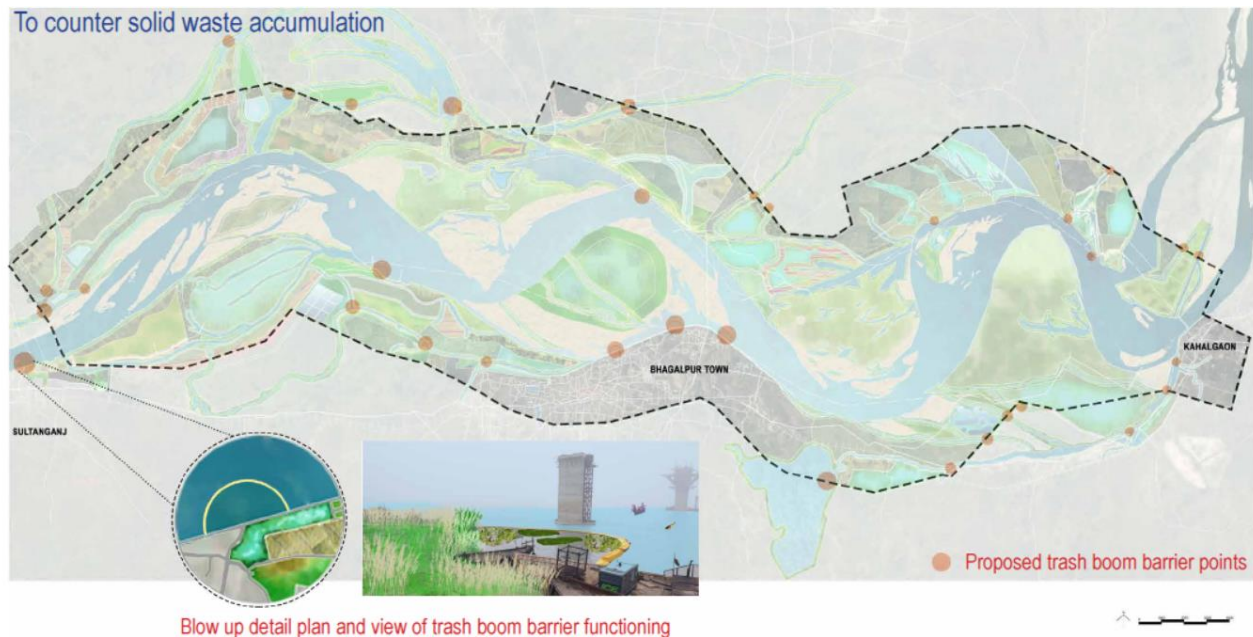 To counter solid waste accumulation
KAHALGAON
BHAGALPUR TOWN
SULTANGANJ
Proposed trash boom barrier points
Blow up detail plan and view of trash boom barrier functioning